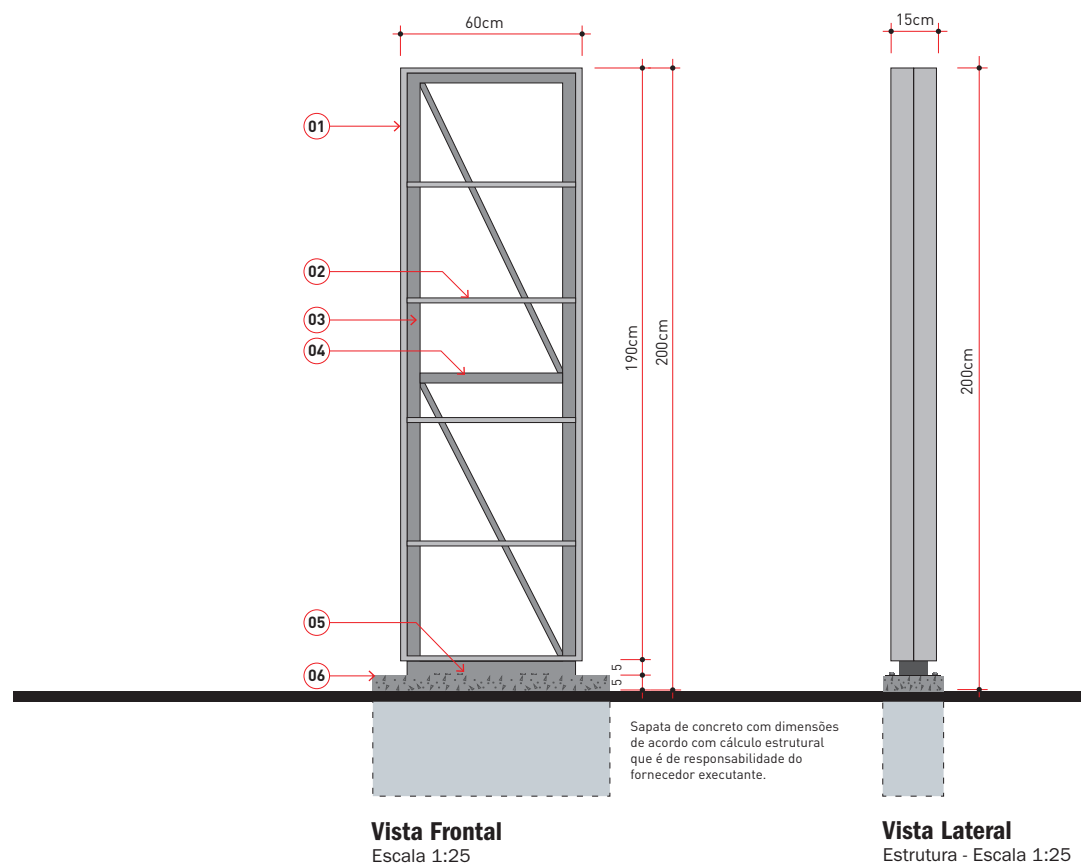 60cm
15cm
01
02
03
04
190cm
200cm
200cm
05
06
5
5
Sapata de concreto com dimensões
de acordo com cálculo estrutural
que é de responsabilidade do
fornecedor executante.
Vista Frontal
Escala 1:25
Vista Lateral
Estrutura - Escala 1:25